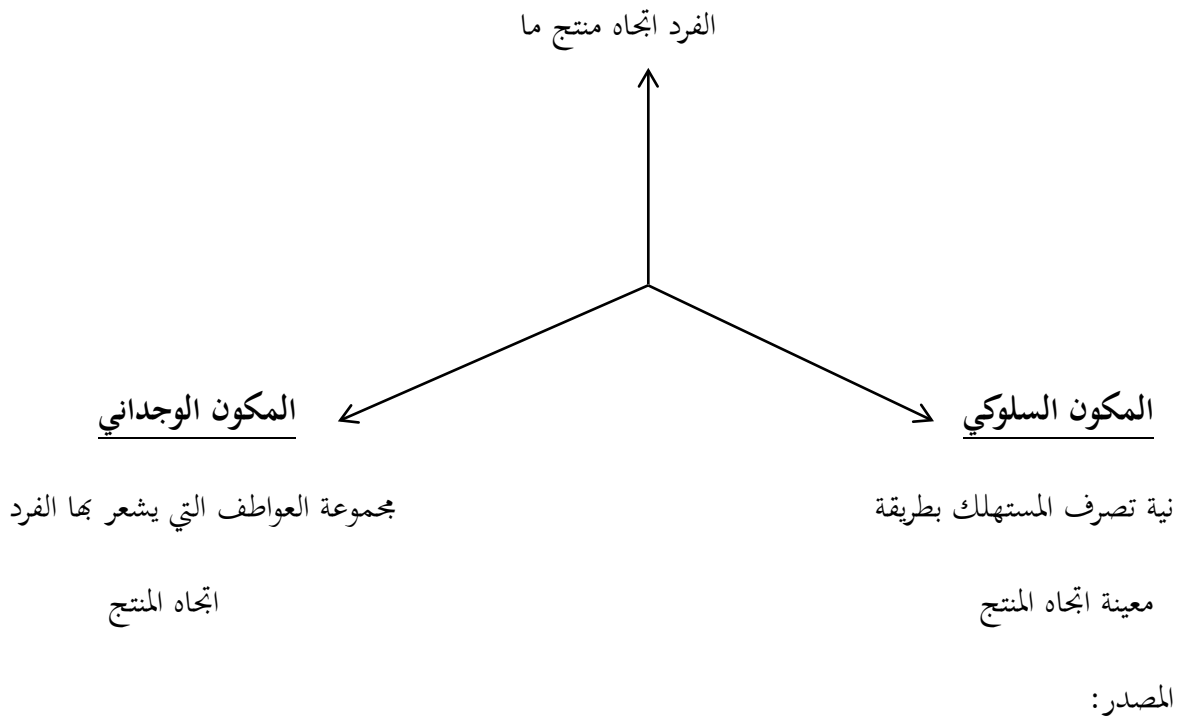 الفرد اتجاه منتج ما
المكون السلوكي
المكون الوجداني
نية تصرف المستهلك بطريقة
مجموعة العواطف التي يشعر بها الفرد
معينة اتجاه المنتج
اتجاه المنتج
المصدر: